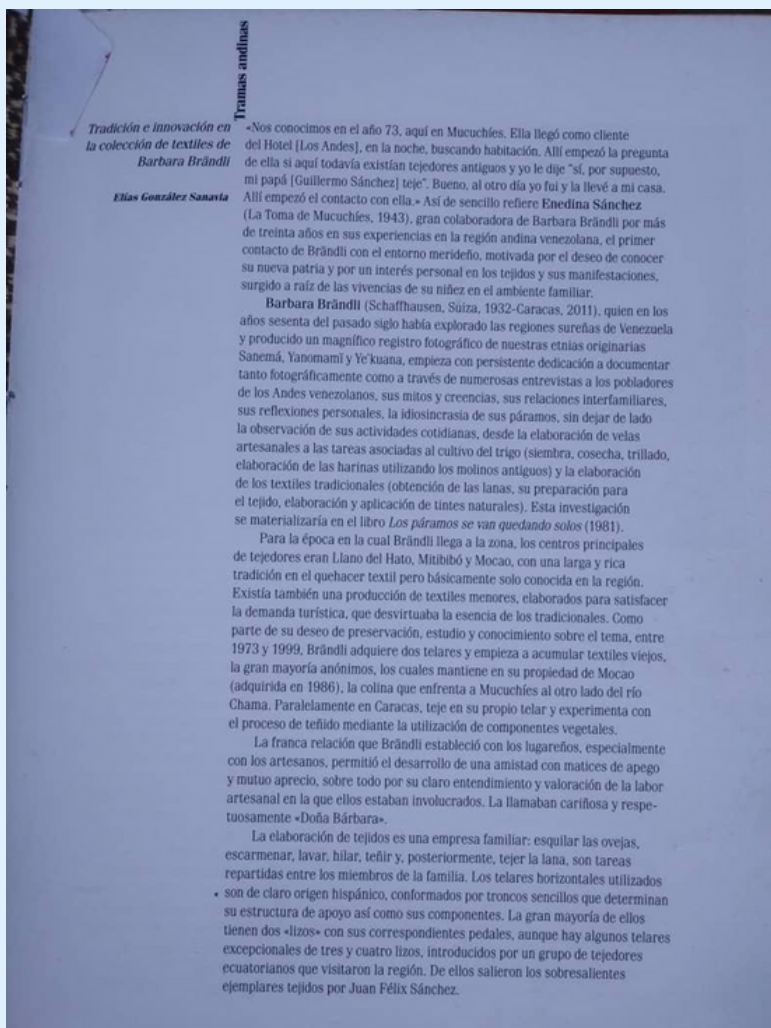 Tramas andinas
Tradición e innovación en
la colección de textiles de
Barbara Brändli
Elías González Sanavia
«Nos conocimos en el año 73, aquí en Mucuchíes. Ella llegó como cliente
del Hotel [Los Andes], en la noche, buscando habitación. Allí empezó la pregunta
de ella si aquí todavía existían tejedores antiguos y yo le dije "sí, por supuesto,
mi papá [Guillermo Sánchez] teje". Bueno, al otro día yo fui y la llevé a mi casa.
Allí empezó el contacto con ella.» Así de sencillo refiere Enedina Sánchez
(La Toma de Mucuchíes, 1943), gran colaboradora de Barbara Brändli por más
de treinta años en sus experiencias en la región andina venezolana, el primer
contacto de Brändli con el entorno merideño, motivada por el deseo de conocer
su nueva patria y por un interés personal en los tejidos y sus manifestaciones,
surgido a raíz de las vivencias de su niñez en el ambiente familiar.
Barbara Brändli (Schaffhausen, Suiza, 1932-Caracas, 2011), quien en los
años sesenta del pasado siglo había explorado las regiones sureñas de Venezuela
y producido un magnífico registro fotográfico de nuestras etnias originarias
Sanemá, Yanomamï y Ye'kuana, empieza con persistente dedicación a documentar
tanto fotográficamente como a través de numerosas entrevistas a los pobladores
de los Andes venezolanos, sus mitos y creencias, sus relaciones interfamiliares,
sus reflexiones personales, la idiosincrasia de sus páramos, sin dejar de lado
la observación de sus actividades cotidianas, desde la elaboración de velas
artesanales a las tareas asociadas al cultivo del trigo (siembra, cosecha, trillado,
elaboración de las harinas utilizando los molinos antiguos) y la elaboración
de los textiles tradicionales (obtención de las lanas, su preparación para
el tejido, elaboración y aplicación de tintes naturales). Esta investigación
se materializaría en el libro Los páramos se van quedando solos (1981).
Para la época en la cual Brändli llega a la zona, los centros principales
de tejedores eran Llano del Hato, Mitibibó y Mocao, con una larga y rica
tradición en el quehacer textil pero básicamente solo conocida en la región.
Existía también una producción de textiles menores, elaborados para satisfacer
la demanda turística, que desvirtuaba la esencia de los tradicionales. Como
parte de su deseo de preservación, estudio y conocimiento sobre el tema, entre
1973 y 1999, Brändli adquiere dos telares y empieza a acumular textiles viejos,
la gran mayoría anónimos, los cuales mantiene en su propiedad de Mocao
(adquirida en 1986), la colina que enfrenta a Mucuchíes al otro lado del río
Chama. Paralelamente en Caracas, teje en su propio telar y experimenta con
el proceso de teñido mediante la utilización de componentes vegetales.
La franca relación que Brändli estableció con los lugareños, especialmente
con los artesanos, permitió el desarrollo de una amistad con matices de apego
y mutuo aprecio, sobre todo por su claro entendimiento y valoración de la labor
artesanal en la que ellos estaban involucrados. La llamaban cariñosa y respe-
tuosamente «Doña Bárbara».
La elaboración de tejidos es una empresa familiar: esquilar las ovejas,
escarmenar, lavar, hilar, teñir y, posteriormente, tejer la lana, son tareas
repartidas entre los miembros de la familia. Los telares horizontales utilizados
son de claro origen hispánico, conformados por troncos sencillos que determinan
su estructura de apoyo así como sus componentes. La gran mayoría de ellos
tienen dos «lizos» con sus correspondientes pedales, aunque hay algunos telares
excepcionales de tres y cuatro lizos, introducidos por un grupo de tejedores
ecuatorianos que visitaron la región. De ellos salieron los sobresalientes
ejemplares tejidos por Juan Félix Sánchez.